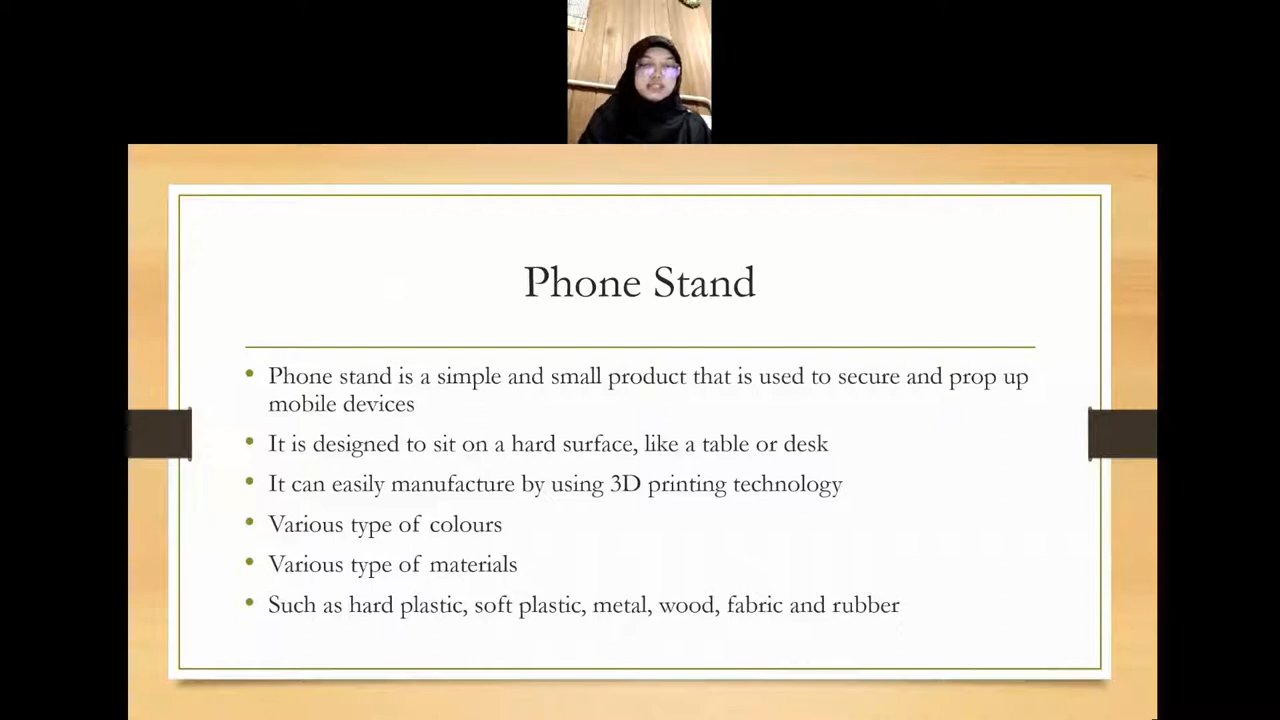 Phone Stand
Phone stand is a simple and small product that is used to secure and prop up
mobile devices
It is designed to sit on a hard surface, like a table or desk
It can easily manufacture by using 3D printing technology
Various type of colours
Various type of materials
Such as hard plastic, soft plastic, metal, wood, fabric and rubber